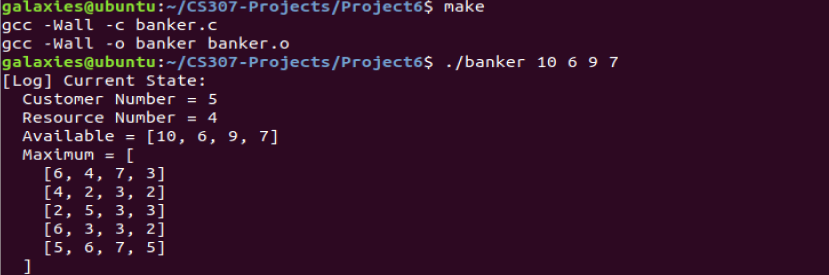 galaxies@ubuntu:~/CS307-Projects/Project6$ make
gcc -Wall -c banker.c
gcc -Wall -o banker banker.o
galaxies@ubuntu:~/CS307-Projects/Project6$ ./banker 10 6 9 7
[Log] Current State:
  Customer Number = 5
  Resource Number = 4
  Available = [10, 6, 9, 7]
  Maximum = [
    [6, 4, 7, 3]
    [4, 2, 3, 2]
    [2, 5, 3, 3]
    [6, 3, 3, 2]
    [5, 6, 7, 5]
  ]